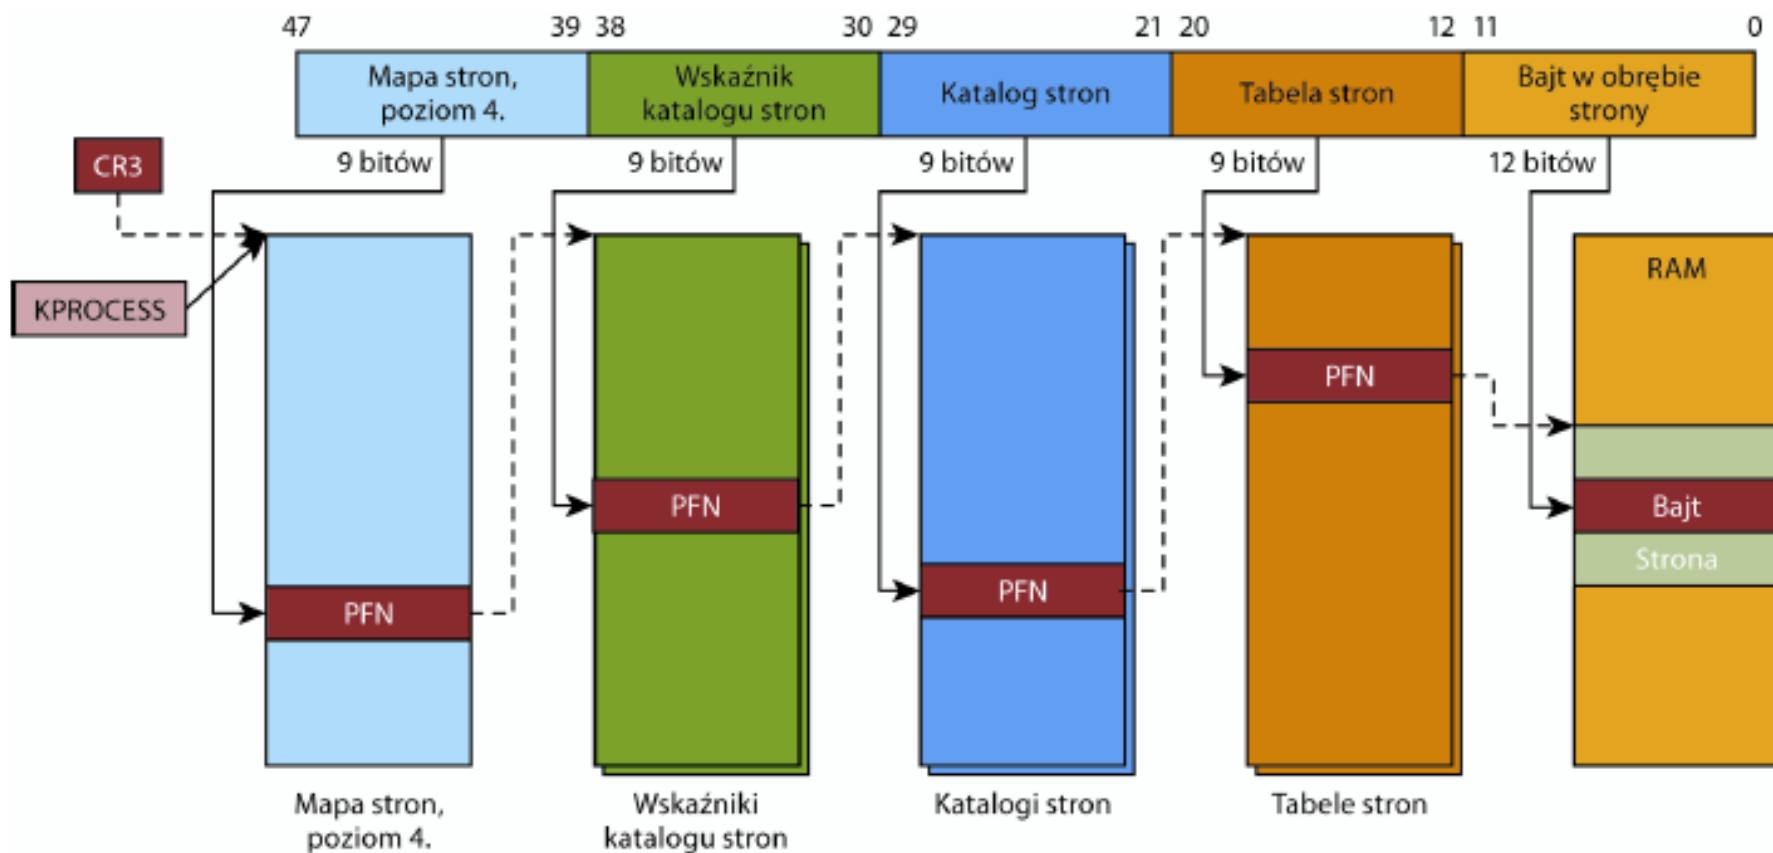 47 39 38 30 29 21 20 12 11 0
Mapa stron,
poziom 4.
Wskaźnik
katalogu stron
Katalog stron
Tabela stron
Bajt w obrębie
strony
CR3
9 bitów
9 bitów
9 bitów
9 bitów
12 bitów
KPROCESS
RAM
PFN
PFN
PFN
PFN
Bajt
Strona
Mapa stron,
poziom 4.
Wskaźniki
katalogu stron
Katalogi stron
Tabele stron